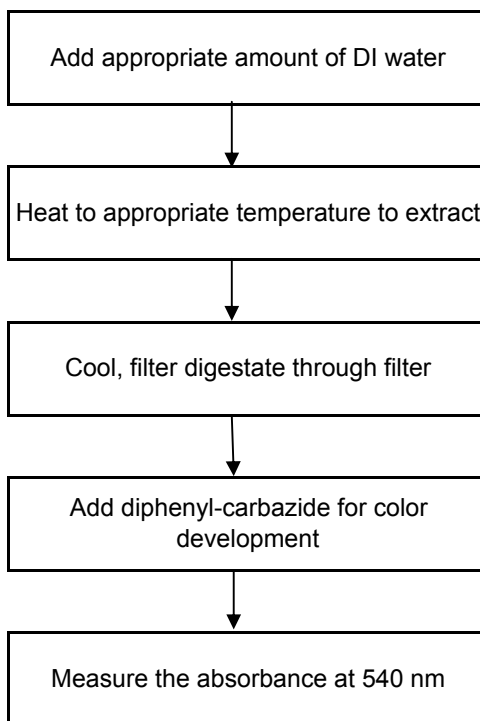 Add appropriate amount of DI water
Heat to appropriate temperature to extract
Cool, filter digestate through filter
Add diphenyl-carbazide for color
development
Measure the absorbance at 540 nm